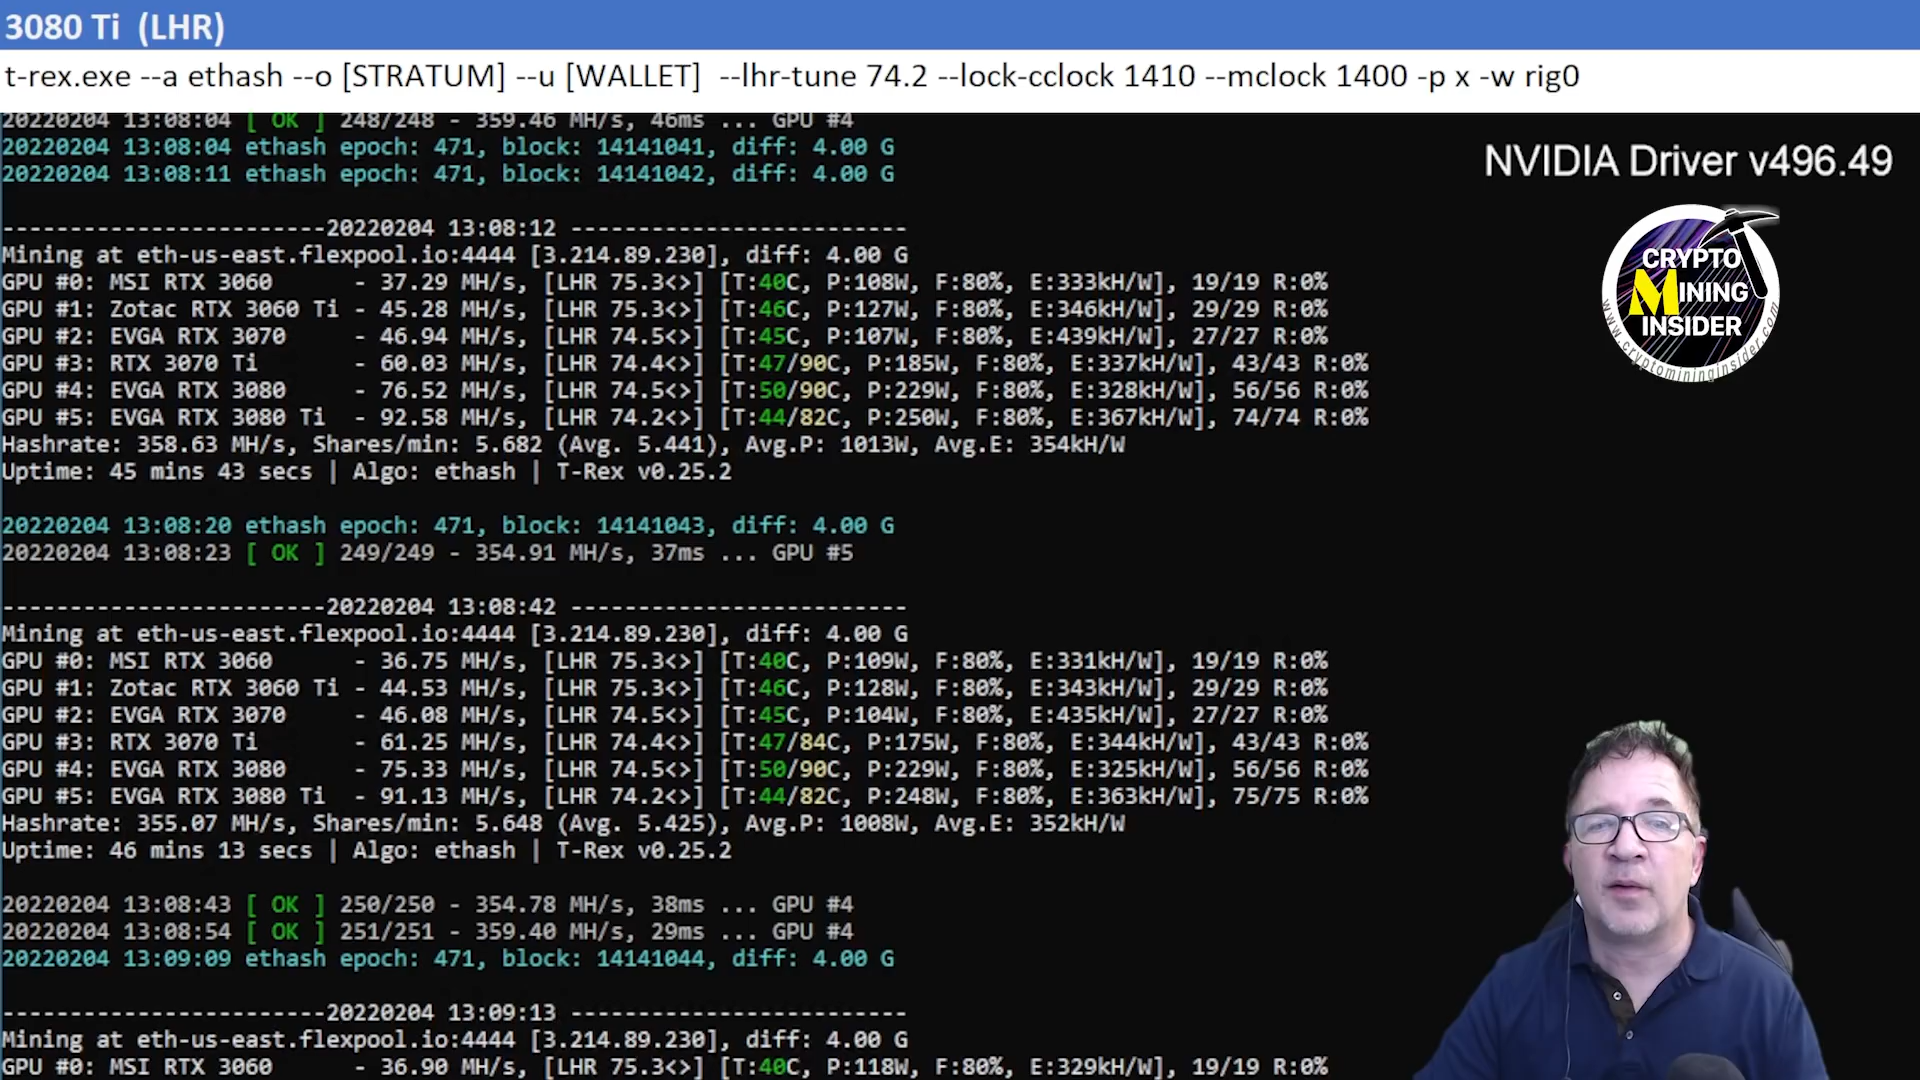 3080 Ti (LHR)
t-rex.exe --a ethash --o [STRATUM] --u [WALLET] --lhr-tune 74.2 --lock-cclock 1410 --mclock 1400 -p x -w rig0
20220204 13:08:04 [ OK ] 248/248 - 359.46 MH/s, 46ms ... GPU #4
20220204 13:08:04 ethash epoch: 471, block: 14141041, diff: 4.00 G
20220204 13:08:11 ethash epoch: 471, block: 14141042, diff: 4.00 G
NVIDIA Driver v496.49
CRYPTO
MINING
INSIDER
www.cryptomininginsider.com
------------------------20220204 13:08:12 -------------------------
Mining at eth-us-east.flexpool.io:4444 [3.214.89.230], diff: 4.00 G
GPU #0: MSI RTX 3060 - 37.29 MH/s, [LHR 75.3<>] [T:40C, P:108W, F:80%, E:333kH/W], 19/19 R:0%
GPU #1: Zotac RTX 3060 Ti - 45.28 MH/s, [LHR 75.3<>] [T:46C, P:127W, F:80%, E:346kH/W], 29/29 R:0%
GPU #2: EVGA RTX 3070 - 46.94 MH/s, [LHR 74.5<>] [T:45C, P:107W, F:80%, E:439kH/W], 27/27 R:0%
GPU #3: RTX 3070 Ti - 60.03 MH/s, [LHR 74.4<>] [T:47/90C, P:185W, F:80%, E:337kH/W], 43/43 R:0%
GPU #4: EVGA RTX 3080 - 76.52 MH/s, [LHR 74.5<>] [T:50/90C, P:229W, F:80%, E:328kH/W], 56/56 R:0%
GPU #5: EVGA RTX 3080 Ti - 92.58 MH/s, [LHR 74.2<>] [T:44/82C, P:250W, F:80%, E:367kH/W], 74/74 R:0%
Hashrate: 358.63 MH/s, Shares/min: 5.682 (Avg. 5.441), Avg.P: 1013W, Avg.E: 354kH/W
Uptime: 45 mins 43 secs | Algo: ethash | T-Rex v0.25.2
20220204 13:08:20 ethash epoch: 471, block: 14141043, diff: 4.00 G
20220204 13:08:23 [ OK ] 249/249 - 354.91 MH/s, 37ms ... GPU #5
------------------------20220204 13:08:42 -------------------------
Mining at eth-us-east.flexpool.io:4444 [3.214.89.230], diff: 4.00 G
GPU #0: MSI RTX 3060 - 36.75 MH/s, [LHR 75.3<>] [T:40C, P:109W, F:80%, E:331kH/W], 19/19 R:0%
GPU #1: Zotac RTX 3060 Ti - 44.53 MH/s, [LHR 75.3<>] [T:46C, P:128W, F:80%, E:343kH/W], 29/29 R:0%
GPU #2: EVGA RTX 3070 - 46.08 MH/s, [LHR 74.5<>] [T:45C, P:104W, F:80%, E:435kH/W], 27/27 R:0%
GPU #3: RTX 3070 Ti - 61.25 MH/s, [LHR 74.4<>] [T:47/84C, P:175W, F:80%, E:344kH/W], 43/43 R:0%
GPU #4: EVGA RTX 3080 - 75.33 MH/s, [LHR 74.5<>] [T:50/90C, P:229W, F:80%, E:325kH/W], 56/56 R:0%
GPU #5: EVGA RTX 3080 Ti - 91.13 MH/s, [LHR 74.2<>] [T:44/82C, P:248W, F:80%, E:363kH/W], 75/75 R:0%
Hashrate: 355.07 MH/s, Shares/min: 5.648 (Avg. 5.425), Avg.P: 1008W, Avg.E: 352kH/W
Uptime: 46 mins 13 secs | Algo: ethash | T-Rex v0.25.2
20220204 13:08:43 [ OK ] 250/250 - 354.78 MH/s, 38ms ... GPU #4
20220204 13:08:54 [ OK ] 251/251 - 359.40 MH/s, 29ms ... GPU #4
20220204 13:09:09 ethash epoch: 471, block: 14141044, diff: 4.00 G
------------------------20220204 13:09:13 -------------------------
Mining at eth-us-east.flexpool.io:4444 [3.214.89.230], diff: 4.00 G
GPU #0: MSI RTX 3060 - 36.90 MH/s, [LHR 75.3<>] [T:40C, P:118W, F:80%, E:329kH/W], 19/19 R:0%